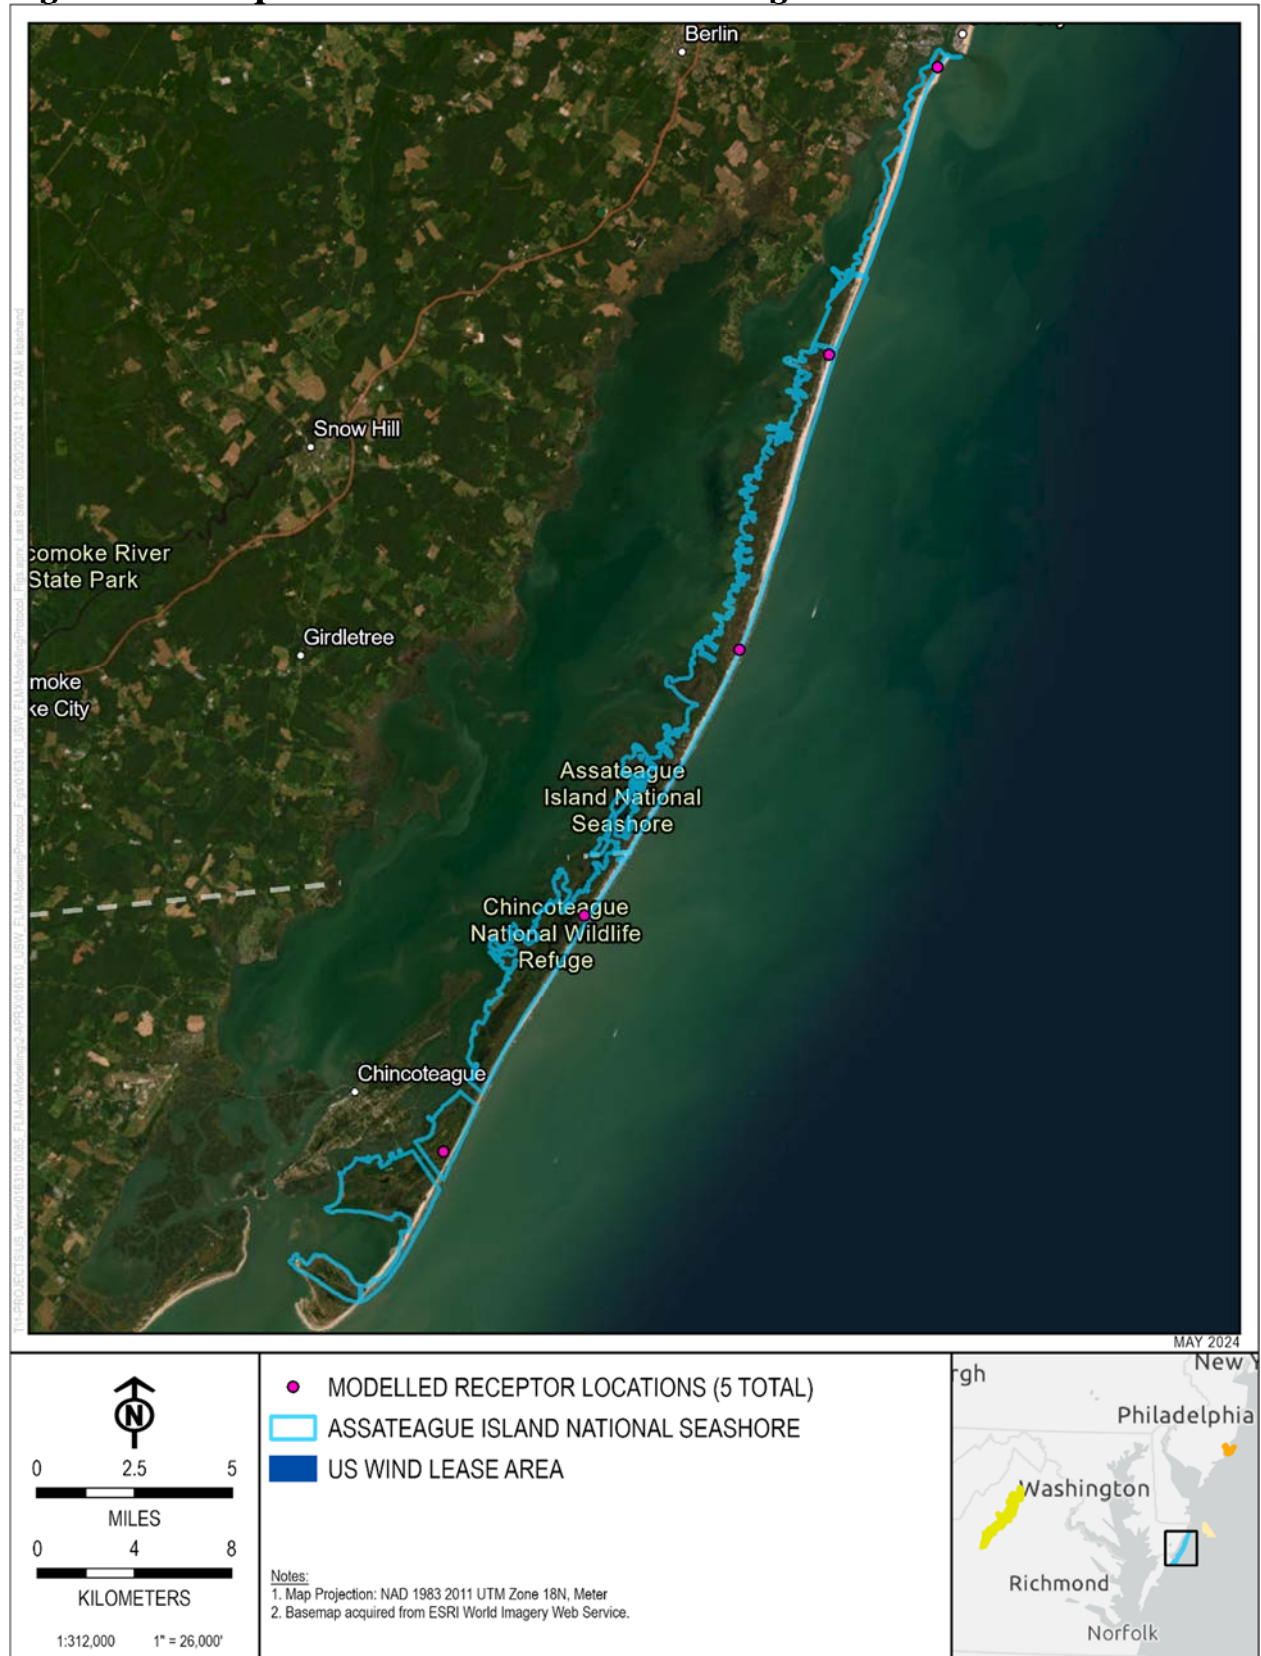 Berlin
Snow Hill
comoke River
State Park
Girdletree
moke
ke City
Assateague
Island National
Seashore
Chincoteague
National Wildlife
Refuge
Chincoteague
MAY 2024
N
0 2.5 5
MILES
0 4 8
KILOMETERS
1:312,000 1" = 26,000'
MODELLED RECEPTOR LOCATIONS (5 TOTAL)
ASSATEAGUE ISLAND NATIONAL SEASHORE
US WIND LEASE AREA
Notes:
1. Map Projection: NAD 1983 2011 UTM Zone 18N, Meter
2. Basemap acquired from ESRI World Imagery Web Service.
rgh
New Y
Philadelphia
Washington
Richmond
Norfolk